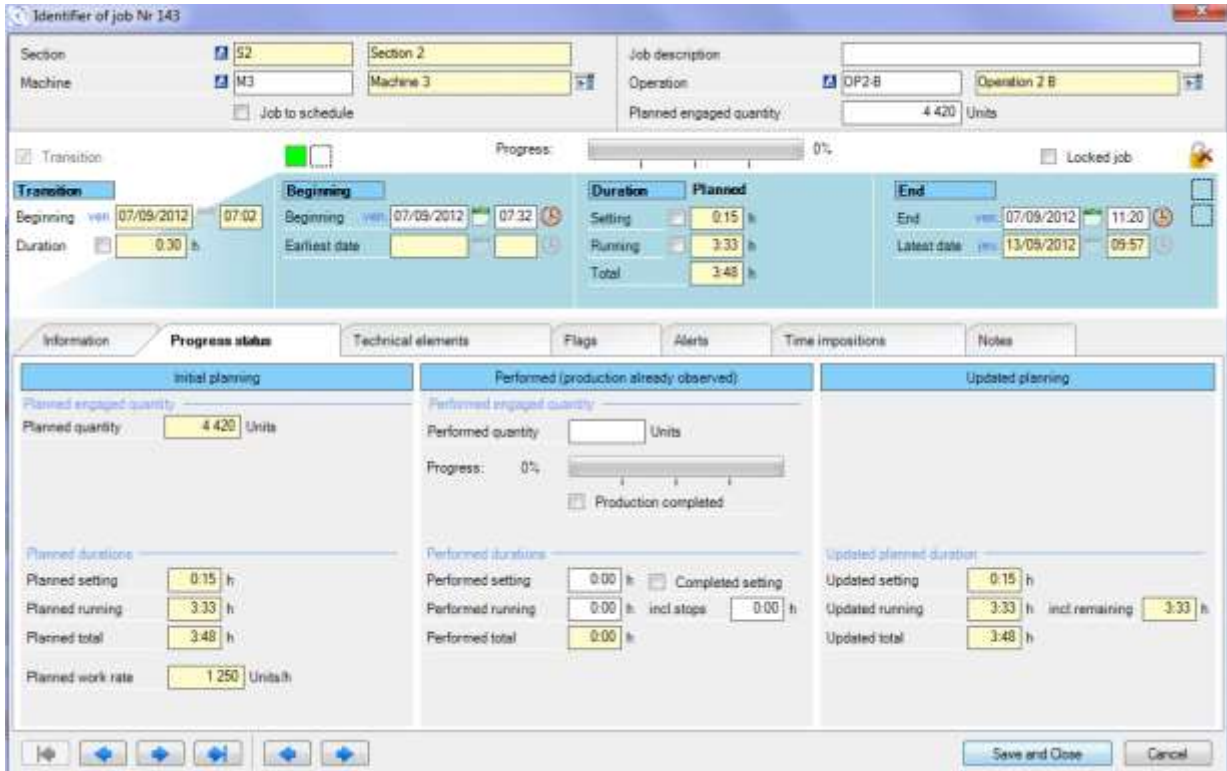 Identifier of job Nr 143
Section S2 Section 2 Job description
Machine M3 Machine 3 Operation OP2-B Operation 2 B
Job to schedule Planned engaged quantity 4 420 Units
Transition Progress: 0% Locked job
Transition Beginning Duration Planned End
Beginning ven. 07/09/2012 07:02 Beginning ven. 07/09/2012 07:32 Setting 0:15 h End ven. 07/09/2012 11:20
Duration 0:30 h Earliest date Running 3:33 h Latest date 13/09/2012 09:57
Total 3:48 h
Information Progress status Technical elements Flags Alerts Time impositions Notes
Initial planning Performed (production already observed) Updated planning
Planned engaged quantity Performed engaged quantity
Planned quantity 4 420 Units Performed quantity Units
Progress: 0%
Production completed
Planned durations Performed durations Updated planned duration
Planned setting 0:15 h Performed setting 0:00 h Completed setting Updated setting 0:15 h
Planned running 3:33 h Performed running 0:00 h incl stops 0:00 h Updated running 3:33 h incl remaining 3:33 h
Planned total 3:48 h Performed total 0:00 h Updated total 3:48 h
Planned work rate 1 250 Units/h
Save and Close Cancel